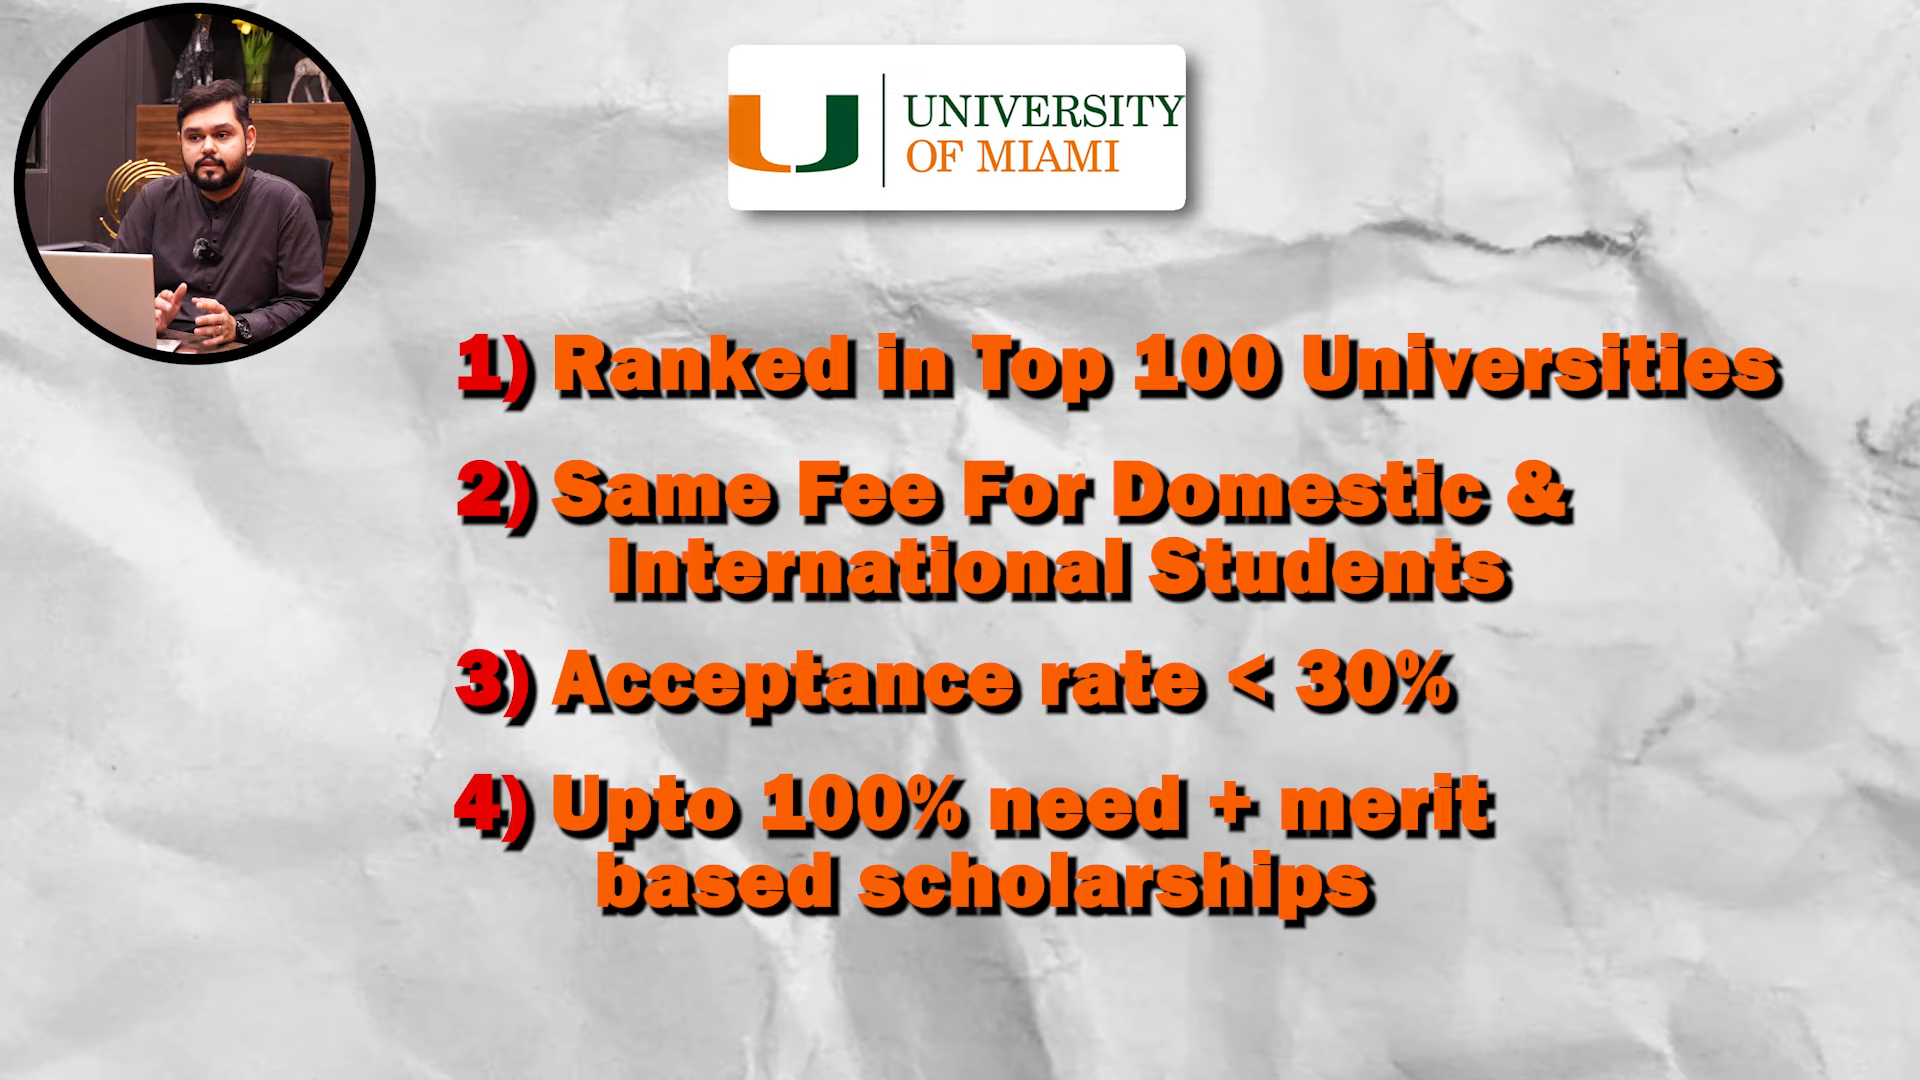 UNIVERSITY
OF MIAMI
1) Ranked in Top 100 Universities
2) Same Fee For Domestic &
International Students
3) Acceptance rate < 30%
4) Upto 100% need + merit
based scholarships